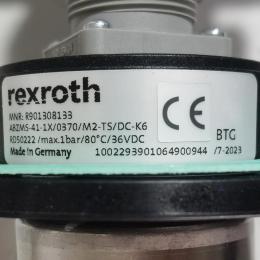 rexroth
MNR: R901308133
ABZMS-41-1X/0370/M2-TS/DC-K6
RD50222 /max.1bar/80°C/36VDC
Made in Germany
CE
BTG
1002293901064900944 /7-2023